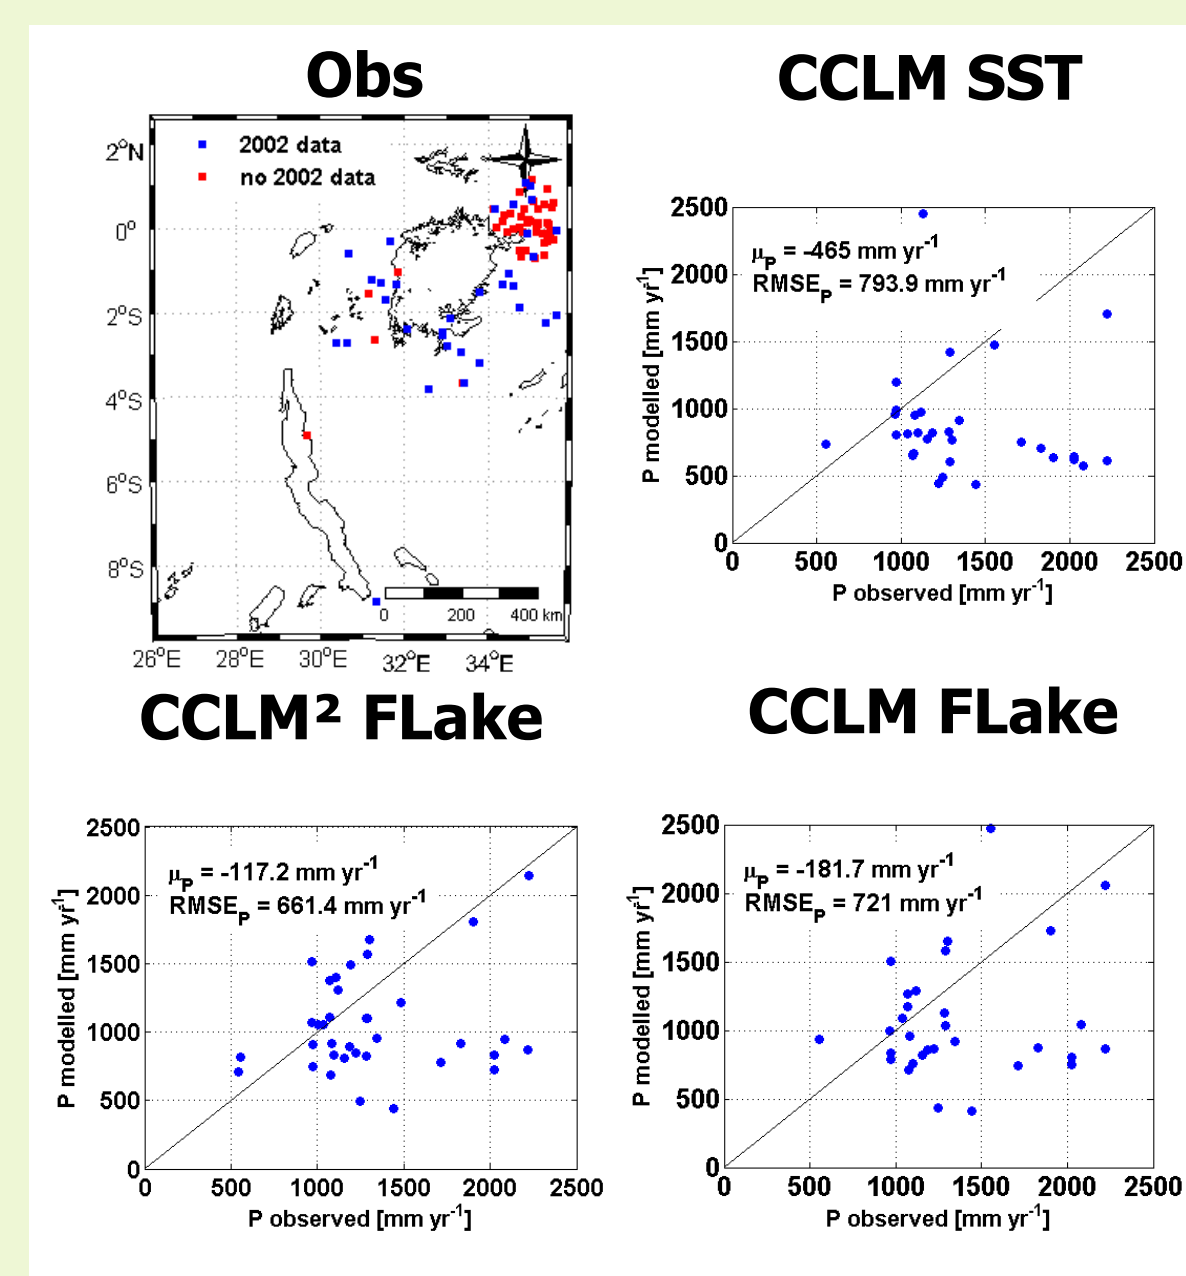 Obs
2002 data
no 2002 data
2°N
0°
2°S
4°S
6°S
8°S
0 200 400 km
26°E 28°E 30°E 32°E 34°E
CCLM SST
μP = -465 mm yr-1
RMSEP = 793.9 mm yr-1
P modelled [mm yr-1]
2500
2000
1500
1000
500
0
0 500 1000 1500 2000 2500
P observed [mm yr-1]
CCLM² FLake
μP = -117.2 mm yr-1
RMSEP = 661.4 mm yr-1
P modelled [mm yr-1]
2500
2000
1500
1000
500
0
0 500 1000 1500 2000 2500
P observed [mm yr-1]
CCLM FLake
μP = -181.7 mm yr-1
RMSEP = 721 mm yr-1
P modelled [mm yr-1]
2500
2000
1500
1000
500
0
0 500 1000 1500 2000 2500
P observed [mm yr-1]